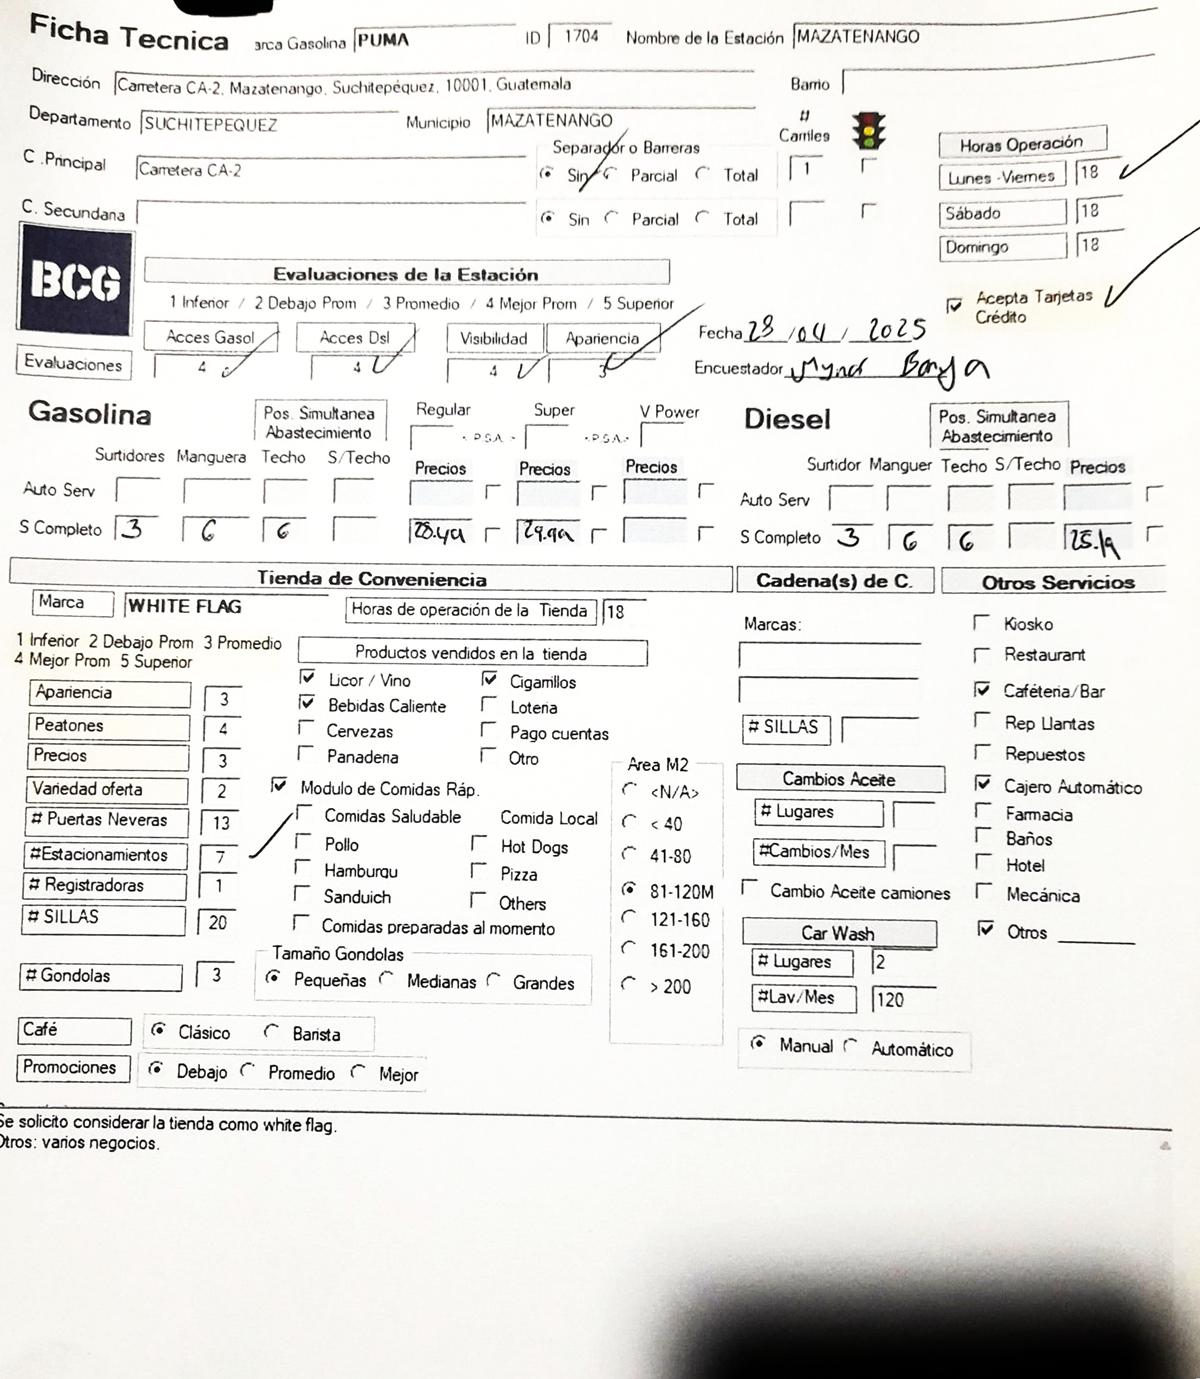 Ficha Tecnica arca Gasolina PUMA ID 1704 Nombre de la Estación MAZATENANGO
Dirección Carretera CA-2, Mazatenango, Suchitepéquez, 10001, Guatemala Barrio
Departamento SUCHITEPEQUEZ Municipio MAZATENANGO # Carriles
C .Principal Carretera CA-2 Separador o Barreras Sin Parcial Total 1
C. Secundaria Sin Parcial Total
Horas Operación
Lunes -Viernes 18
Sábado 18
Domingo 18
BCG
Evaluaciones de la Estación
1 Inferior / 2 Debajo Prom / 3 Promedio / 4 Mejor Prom / 5 Superior
Acepta Tarjetas Crédito
Acces Gasol Acces Dsl Visibilidad Apariencia
Evaluaciones 4 4 4 3
Fecha 28/04/2025
Encuestador
Gasolina Pos. Simultanea Abastecimiento Regular Super V Power
.P.S.A. .P.S.A.
Surtidores Manguera Techo S/Techo Precios Precios Precios
Auto Serv
S Completo 3 6 6 28.49 29.99
Diesel Pos. Simultanea Abastecimiento
Surtidor Manguer Techo S/Techo Precios
Auto Serv
S Completo 3 6 6 25.19
Tienda de Conveniencia
Marca WHITE FLAG Horas de operación de la Tienda 18
1 Inferior 2 Debajo Prom 3 Promedio
4 Mejor Prom 5 Superior
Apariencia 3
Peatones 4
Precios 3
Variedad oferta 2
# Puertas Neveras 13
#Estacionamientos 7
# Registradoras 1
# SILLAS 20
# Gondolas 3
Productos vendidos en la tienda
Licor / Vino Cigarrillos
Bebidas Caliente Loteria
Cervezas Pago cuentas
Panaderia Otro
Modulo de Comidas Ráp.
Comidas Saludable Comida Local
Pollo Hot Dogs
Hamburgu Pizza
Sanduich Others
Comidas preparadas al momento
Tamaño Gondolas
Pequeñas Medianas Grandes
Area M2
<N/A>
< 40
41-80
81-120M
121-160
161-200
> 200
Café Clásico Barista
Promociones Debajo Promedio Mejor
Cadena(s) de C.
Marcas:
# SILLAS
Cambios Aceite
# Lugares
#Cambios/Mes
Cambio Aceite camiones
Car Wash
# Lugares 2
#Lav/Mes 120
Manual Automático
Otros Servicios
Kiosko
Restaurant
Caféteria/Bar
Rep Llantas
Repuestos
Cajero Automático
Farmacia
Baños
Hotel
Mecánica
Otros
Se solicito considerar la tienda como white flag.
Otros: varios negocios.